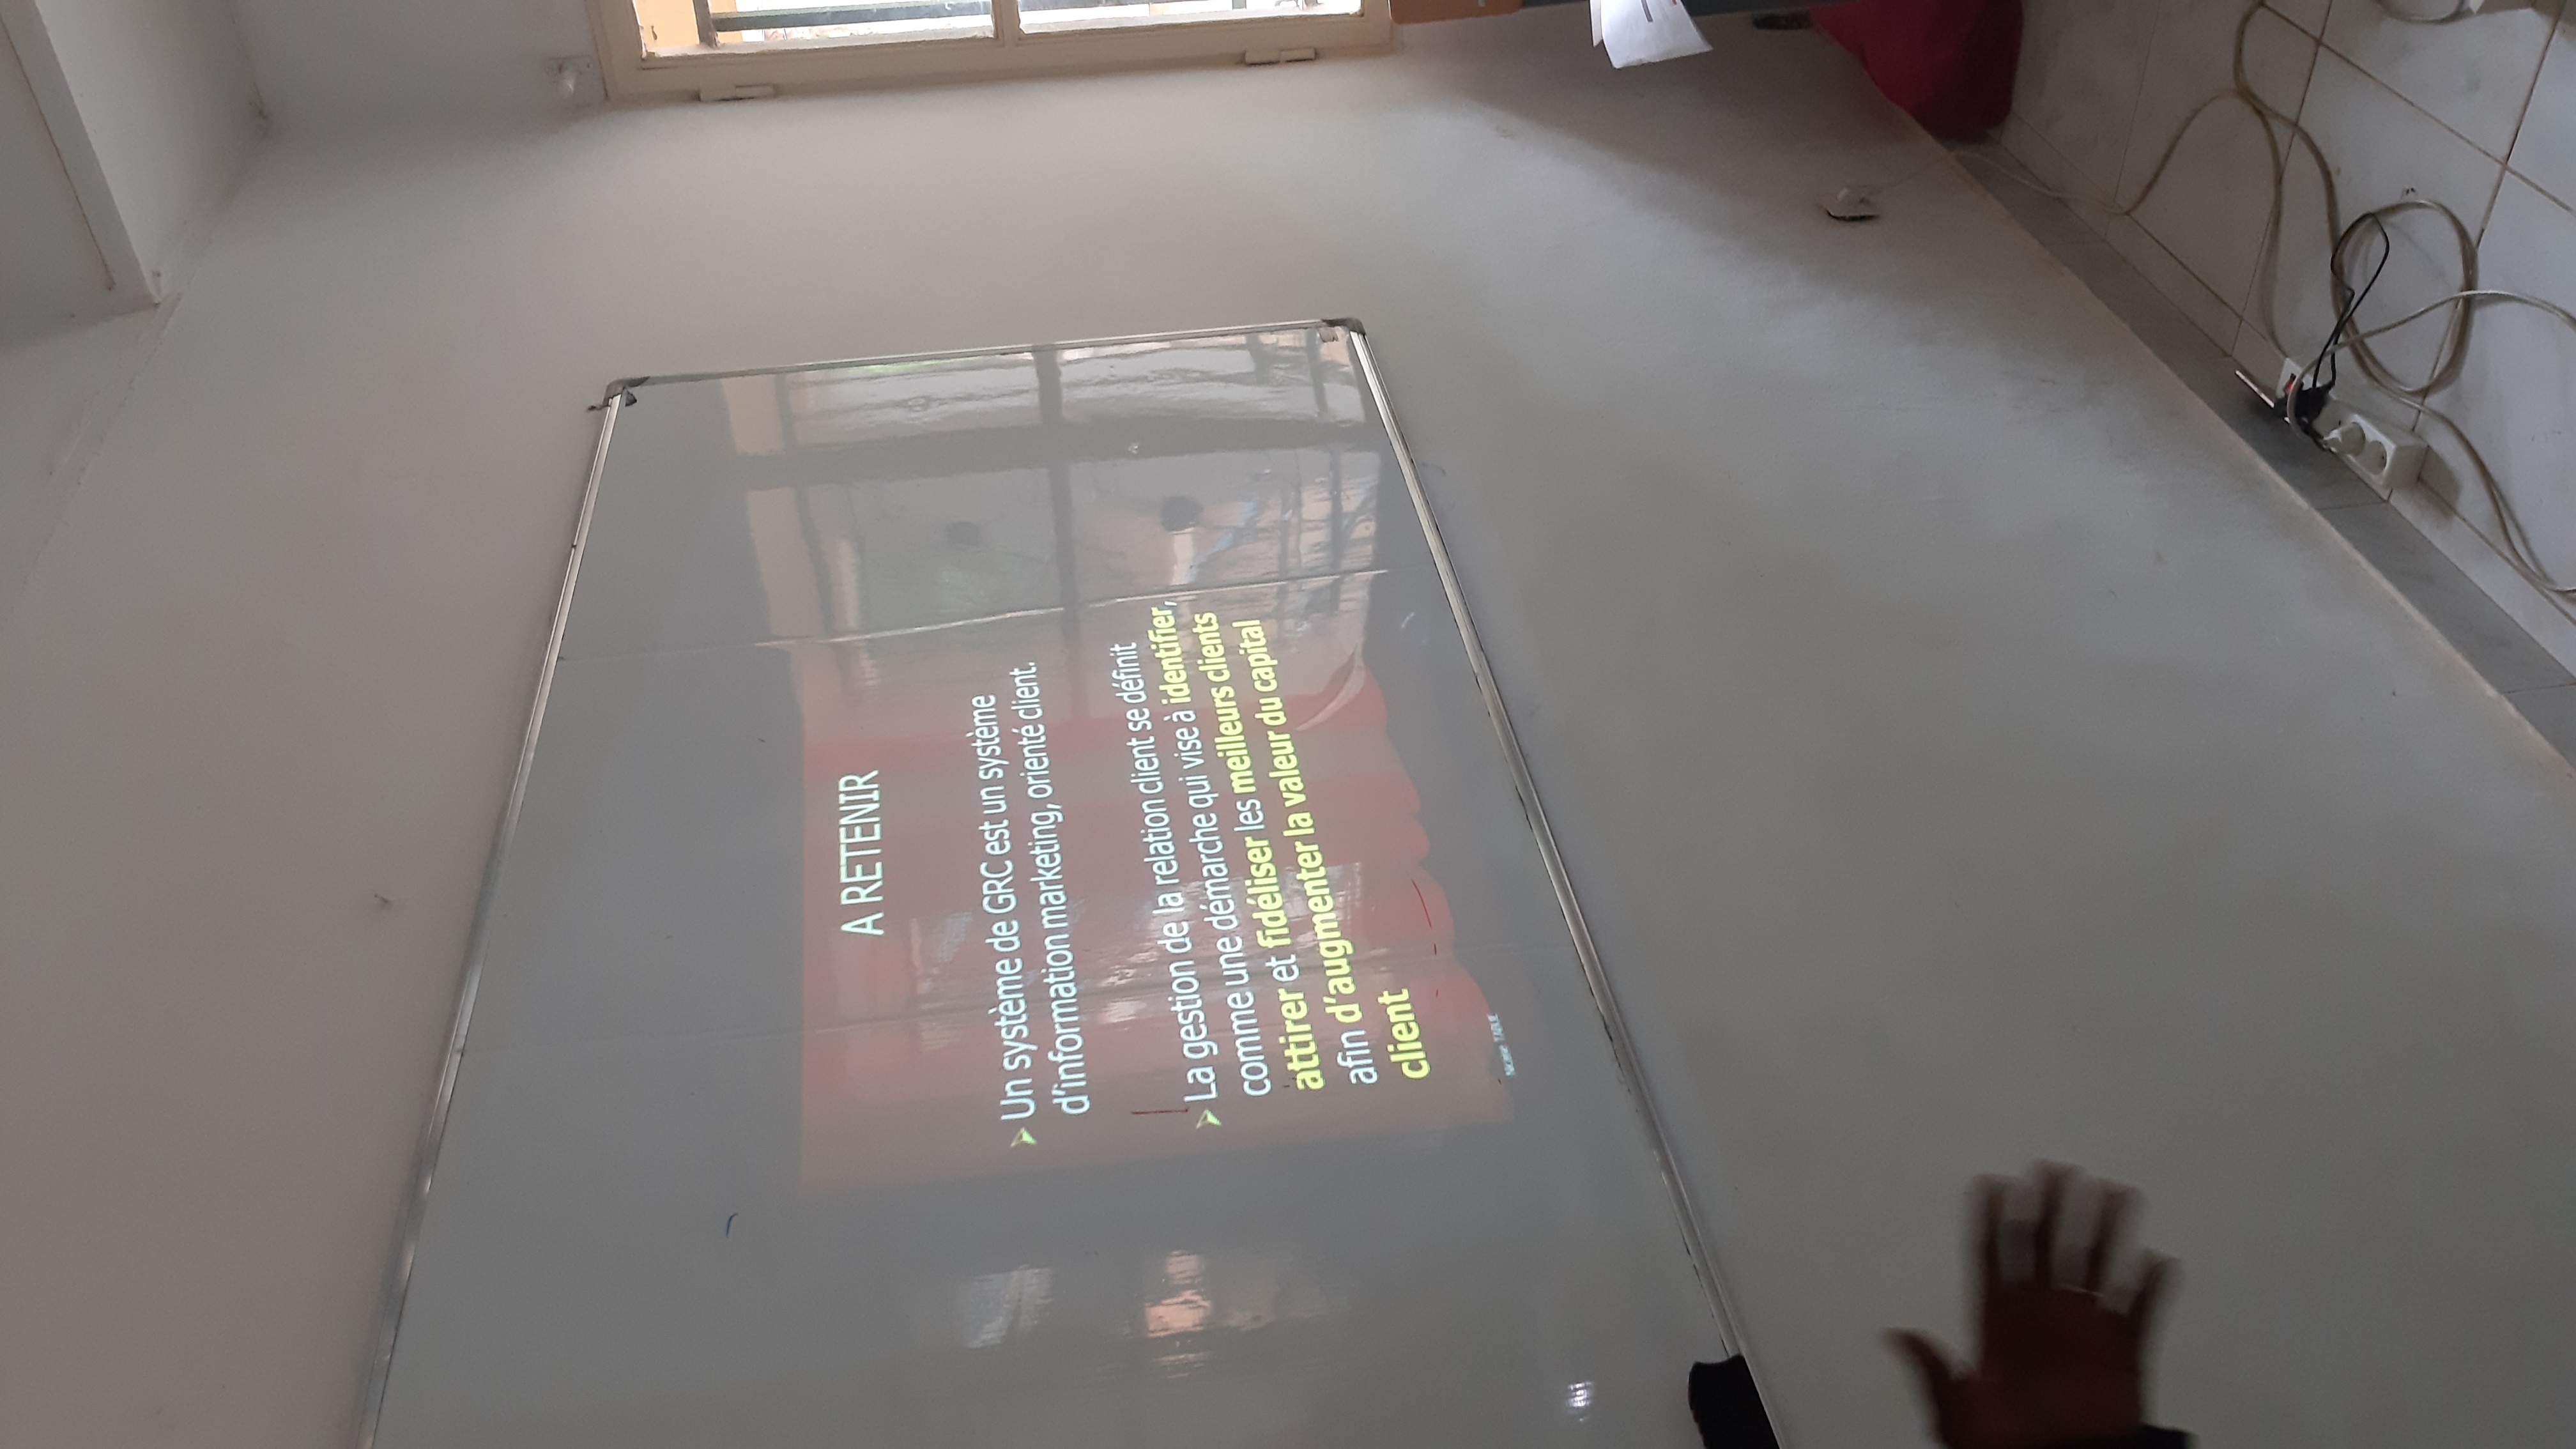 A RETENIR
Un système de GRC est un système
d'information marketing, orienté client.
La gestion de la relation client se définit
comme une démarche qui vise à identifier,
attirer et fidéliser les meilleurs clients
afin d'augmenter la valeur du capital
client